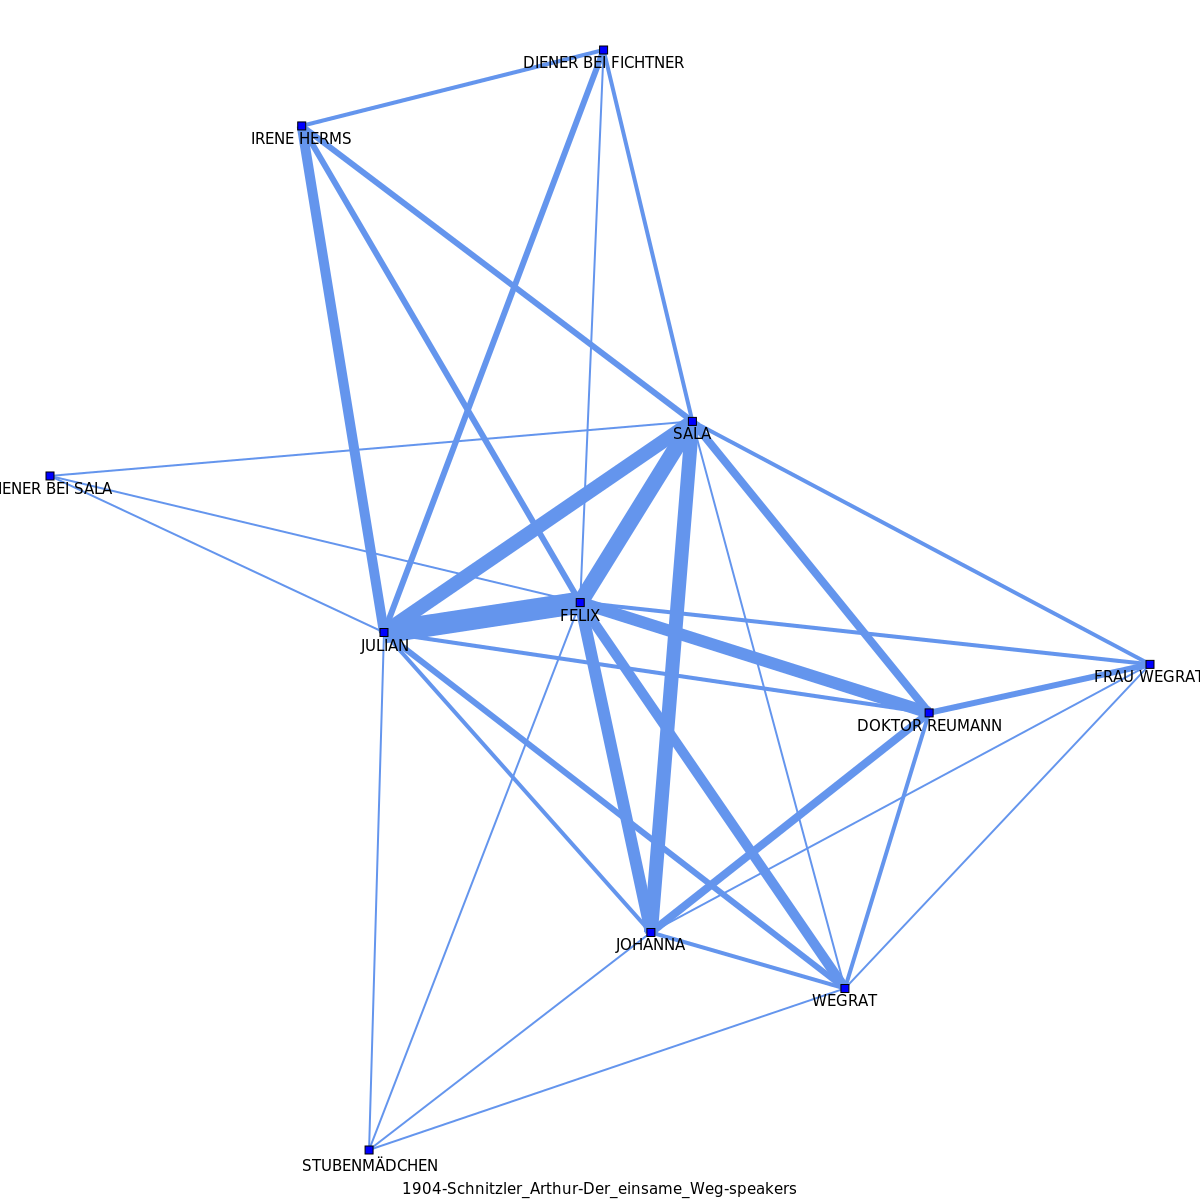 DIENER BEI FICHTNER
IRENE HERMS
SALA
IENER BEI SALA
FELIX
JULIAN
FRAU WEGRAT
DOKTOR REUMANN
JOHANNA
WEGRAT
STUBENMÄDCHEN
1904-Schnitzler_Arthur-Der_einsame_Weg-speakers